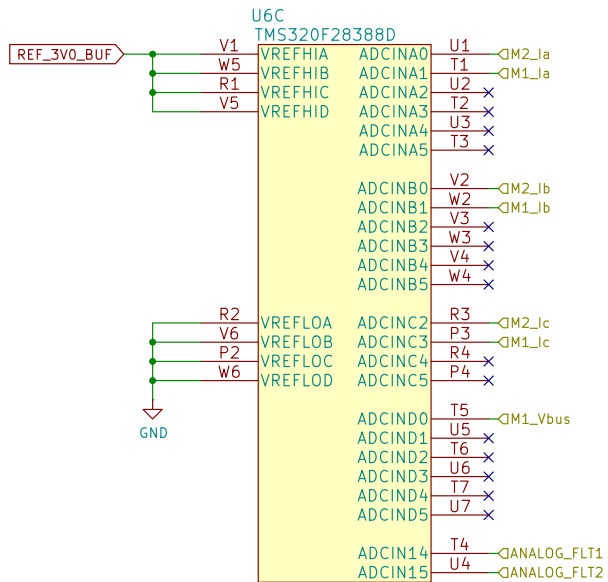 U6C
TMS320F28388D
REF_3V0_BUF V1 VREFHIA ADCINA0 U1 M2_Ia
W5 VREFHIB ADCINA1 T1 M1_Ia
R1 VREFHIC ADCINA2 U2
V5 VREFHID ADCINA3 T2
ADCINA4 U3
ADCINA5 T3
ADCINB0 V2 M2_Ib
ADCINB1 W2 M1_Ib
ADCINB2 V3
ADCINB3 W3
ADCINB4 V4
ADCINB5 W4
R2 VREFLOA ADCINC2 R3 M2_Ic
V6 VREFLOB ADCINC3 P3 M1_Ic
P2 VREFLOC ADCINC4 R4
W6 VREFLOD ADCINC5 P4
GND
ADCIND0 T5 M1_Vbus
ADCIND1 U5
ADCIND2 T6
ADCIND3 U6
ADCIND4 T7
ADCIND5 U7
ADCIN14 T4 ANALOG_FLT1
ADCIN15 U4 ANALOG_FLT2